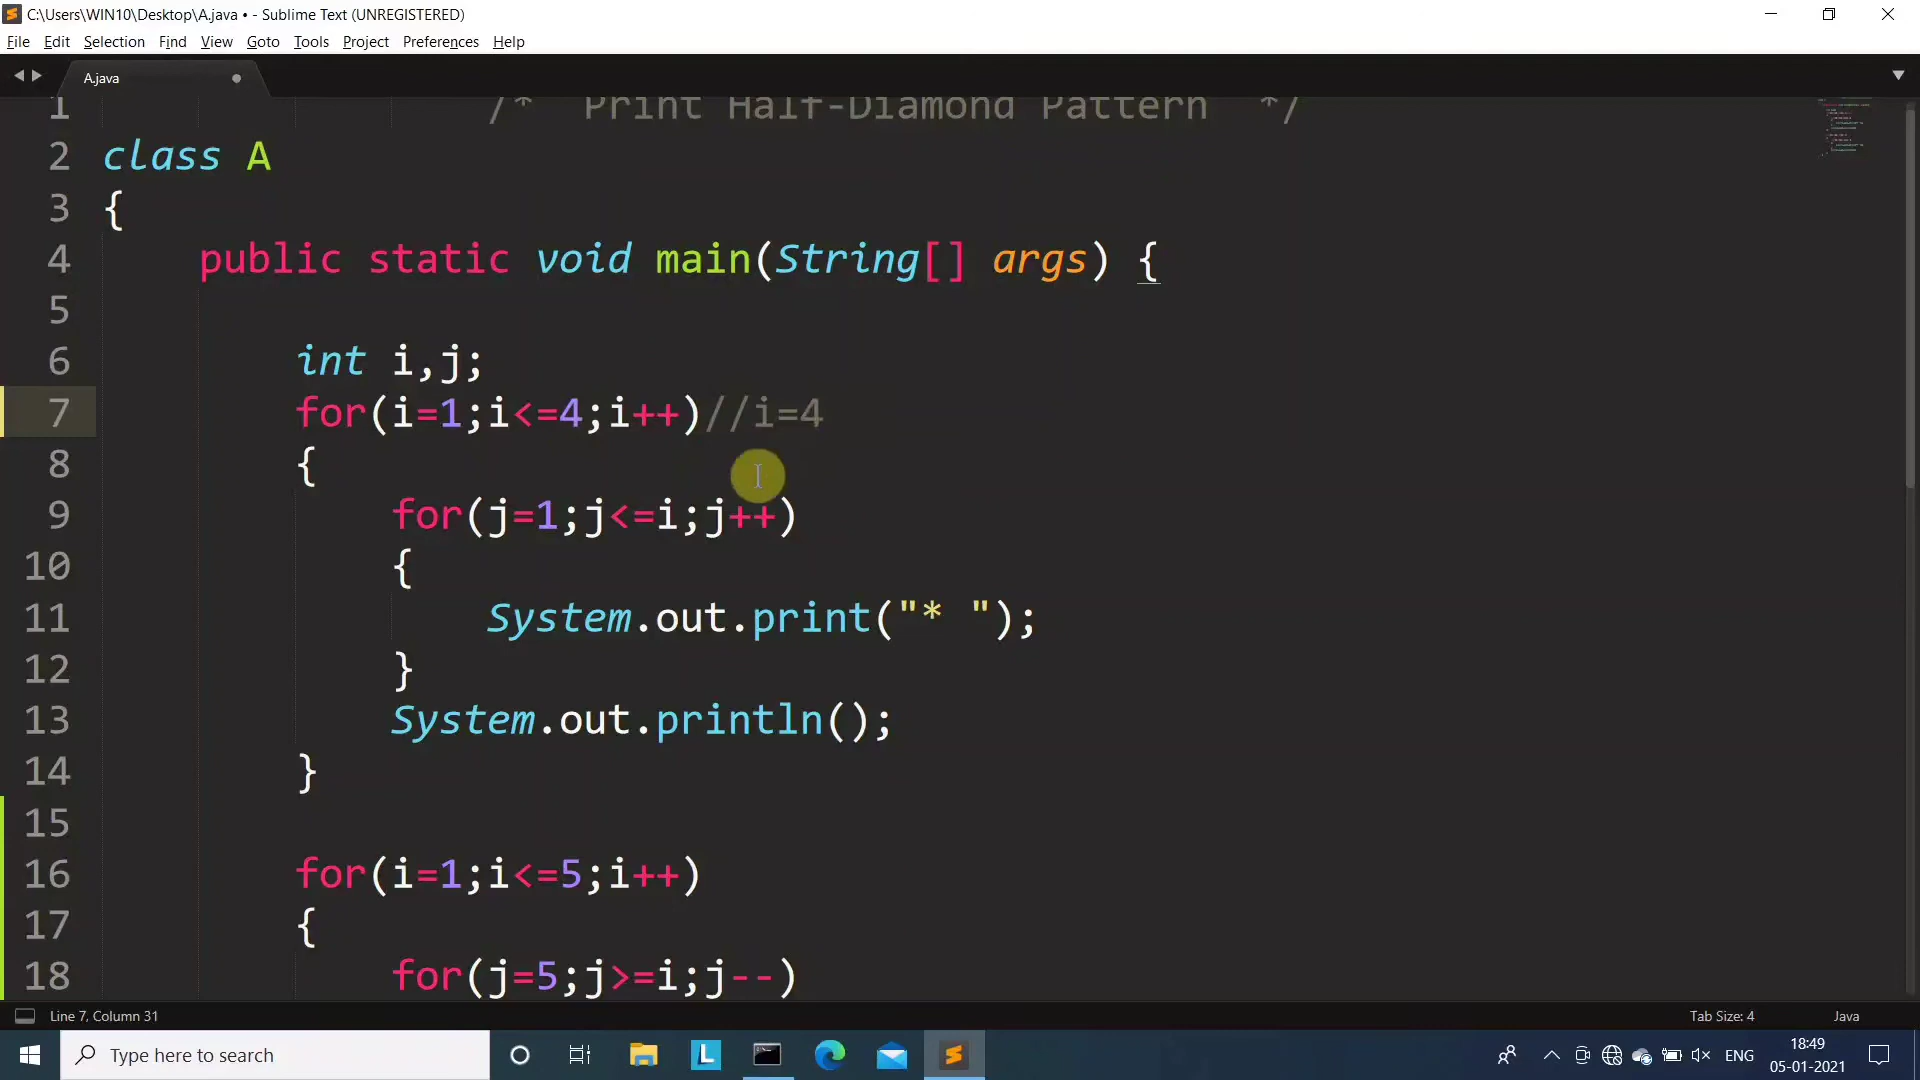 C:\Users\WIN10\Desktop\A.java • - Sublime Text (UNREGISTERED)
File Edit Selection Find View Goto Tools Project Preferences Help
A.java
1 /* Print Half-Diamond Pattern */
2 class A
3 {
4 public static void main(String[] args) {
5
6 int i,j;
7 for(i=1;i<=4;i++)//i=4
8 {
9 for(j=1;j<=i;j++)
10 {
11 System.out.print("* ");
12 }
13 System.out.println();
14 }
15
16 for(i=1;i<=5;i++)
17 {
18 for(j=5;j>=i;j--)
Line 7, Column 31 Tab Size: 4 Java
Type here to search L ENG 18:49
05-01-2021